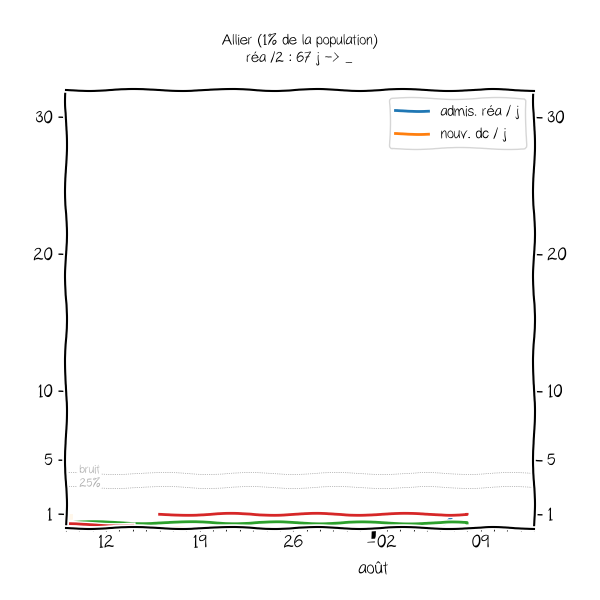 Allier (1% de la population)
réa /2 : 67 j -> _
admis. réa / j
nouv. dc / j
30 30
20 20
10 10
5 5
bruit
25%
1 1
12 19 26 02 09
août